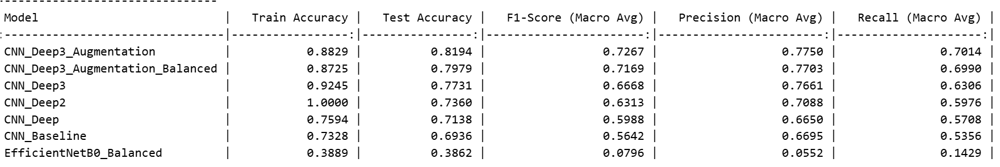 ---------------------------------
Model | Train Accuracy | Test Accuracy | F1-Score (Macro Avg) | Precision (Macro Avg) | Recall (Macro Avg) |
:--------------------------------|----------------:|---------------:|----------------------:|-----------------------:|--------------------:|
CNN_Deep3_Augmentation | 0.8829 | 0.8194 | 0.7267 | 0.7750 | 0.7014 |
CNN_Deep3_Augmentation_Balanced | 0.8725 | 0.7979 | 0.7169 | 0.7703 | 0.6990 |
CNN_Deep3 | 0.9245 | 0.7731 | 0.6668 | 0.7661 | 0.6306 |
CNN_Deep2 | 1.0000 | 0.7360 | 0.6313 | 0.7088 | 0.5976 |
CNN_Deep | 0.7594 | 0.7138 | 0.5988 | 0.6650 | 0.5708 |
CNN_Baseline | 0.7328 | 0.6936 | 0.5642 | 0.6695 | 0.5356 |
EfficientNetB0_Balanced | 0.3889 | 0.3862 | 0.0796 | 0.0552 | 0.1429 |